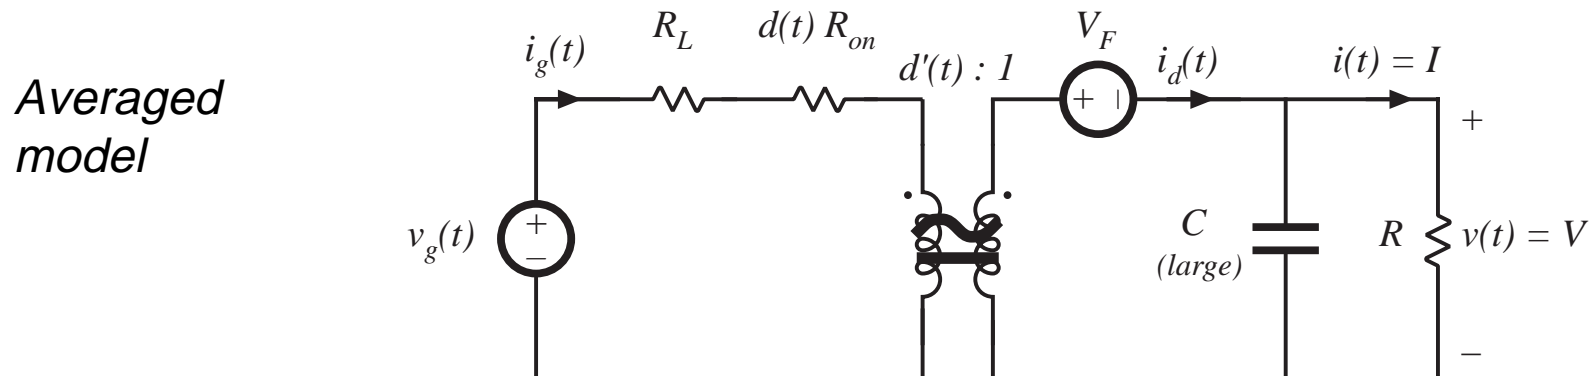 Averaged
model
i_g(t)
R_L
d(t) R_on
d'(t) : 1
V_F
i_d(t)
i(t) = I
+ –
+
v_g(t)
+
–
C
(large)
R
v(t) = V
–